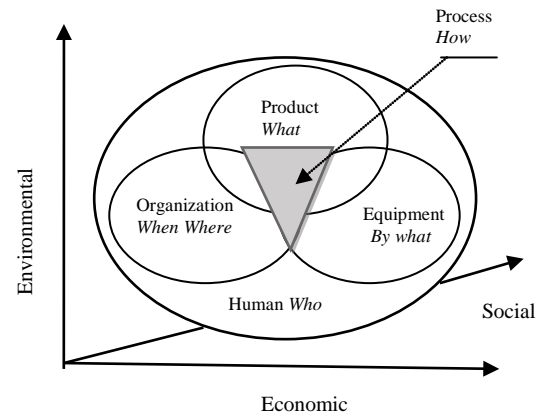 Process
How
Product
What
Organization
When Where
Equipment
By what
Human Who
Environmental
Social
Economic